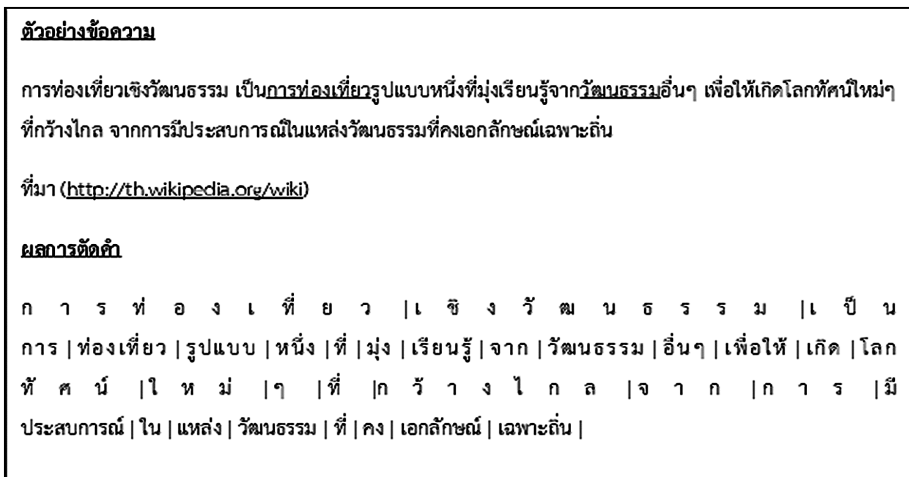 ตัวอย่างข้อความ
การท่องเที่ยวเชิงวัฒนธรรม เป็นการท่องเที่ยวรูปแบบหนึ่งที่มุ่งเรียนรู้จากวัฒนธรรมอื่นๆ เพื่อให้เกิดโลกทัศน์ใหม่ๆ
ที่กว้างไกล จากการมีประสบการณ์ในแหล่งวัฒนธรรมที่คงเอกลักษณ์เฉพาะถิ่น
ที่มา (http://th.wikipedia.org/wiki)
ผลการตัดคำ
การท่องเที่ยว |เชิงวัฒนธรรม |เป็น
การ | ท่องเที่ยว | รูปแบบ | หนึ่ง | ที่ | มุ่ง | เรียนรู้ | จาก | วัฒนธรรม | อื่นๆ | เพื่อให้ | เกิด | โลก
ทัศน์ |ใหม่ |ๆ |ที่ |กว้างไกล |จาก |การ |มี
ประสบการณ์ | ใน | แหล่ง | วัฒนธรรม | ที่ | คง | เอกลักษณ์ | เฉพาะถิ่น |